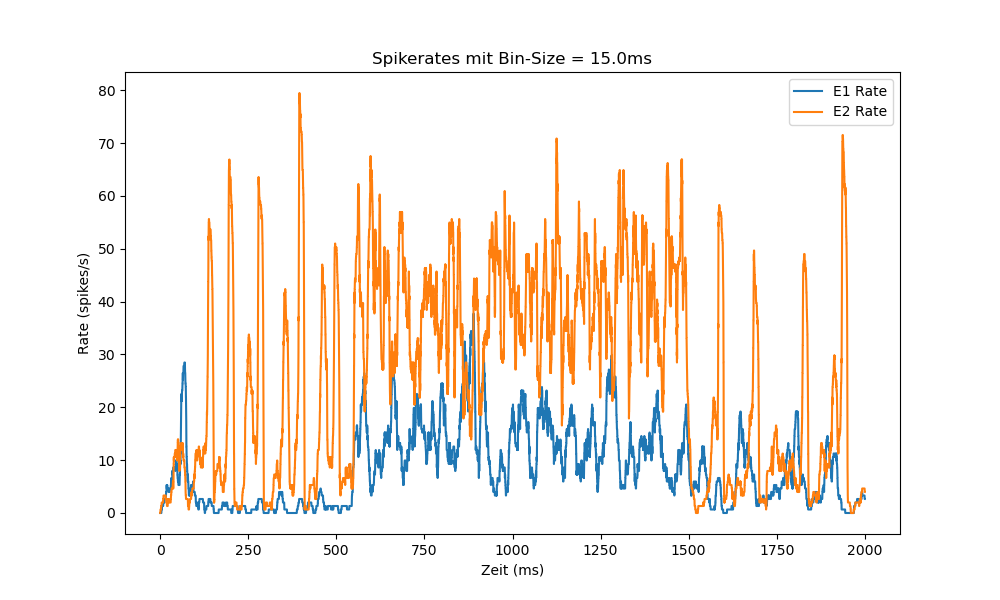 Spikerates mit Bin-Size = 15.0ms
E1 Rate
E2 Rate
80
70
60
50
40
30
20
10
0
Rate (spikes/s)
0 250 500 750 1000 1250 1500 1750 2000
Zeit (ms)